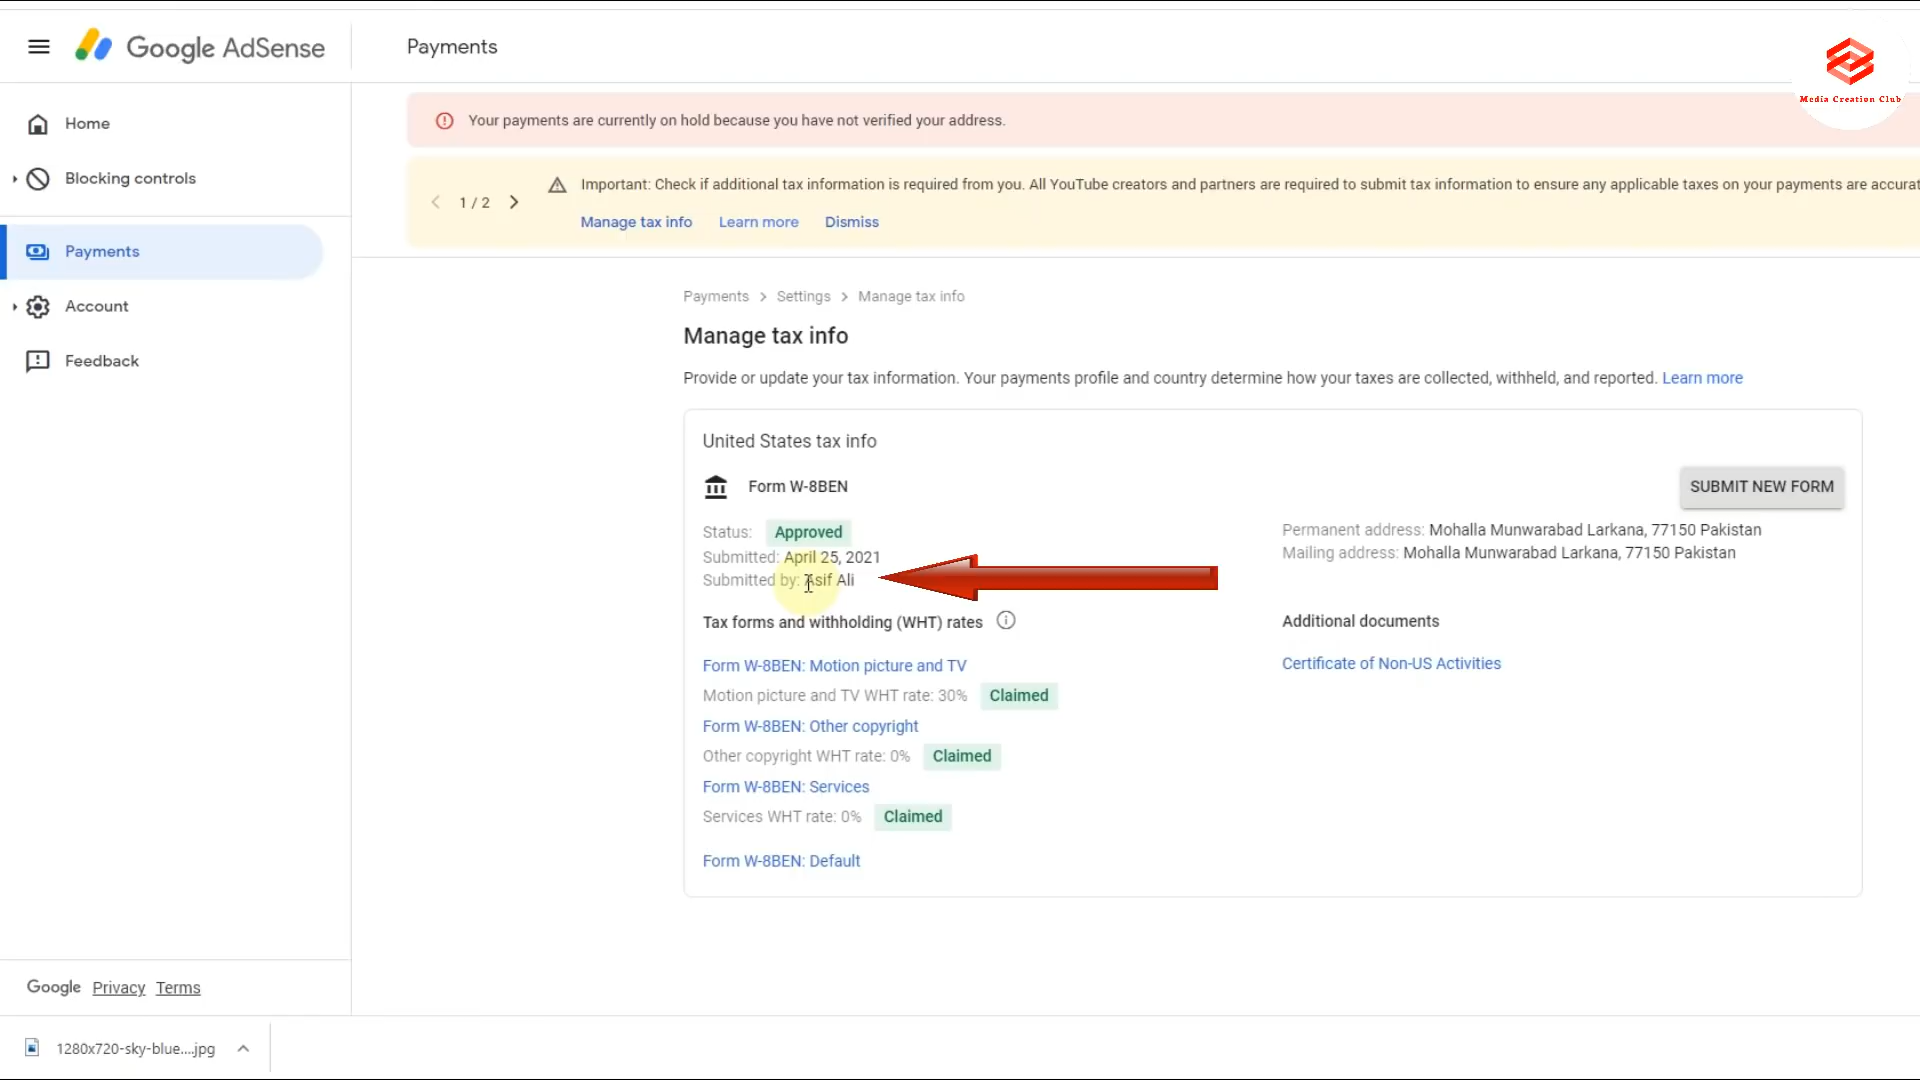 Google AdSense
Payments
Media Creation Club
Home
Blocking controls
Payments
Account
Feedback
Your payments are currently on hold because you have not verified your address.
1 / 2
Important: Check if additional tax information is required from you. All YouTube creators and partners are required to submit tax information to ensure any applicable taxes on your payments are accurat
Manage tax info Learn more Dismiss
Payments > Settings > Manage tax info
Manage tax info
Provide or update your tax information. Your payments profile and country determine how your taxes are collected, withheld, and reported. Learn more
United States tax info
Form W-8BEN
SUBMIT NEW FORM
Status: Approved
Submitted: April 25, 2021
Submitted by: Asif Ali
Permanent address: Mohalla Munwarabad Larkana, 77150 Pakistan
Mailing address: Mohalla Munwarabad Larkana, 77150 Pakistan
Tax forms and withholding (WHT) rates
Form W-8BEN: Motion picture and TV
Motion picture and TV WHT rate: 30% Claimed
Form W-8BEN: Other copyright
Other copyright WHT rate: 0% Claimed
Form W-8BEN: Services
Services WHT rate: 0% Claimed
Form W-8BEN: Default
Additional documents
Certificate of Non-US Activities
Google Privacy Terms
1280x720-sky-blue....jpg